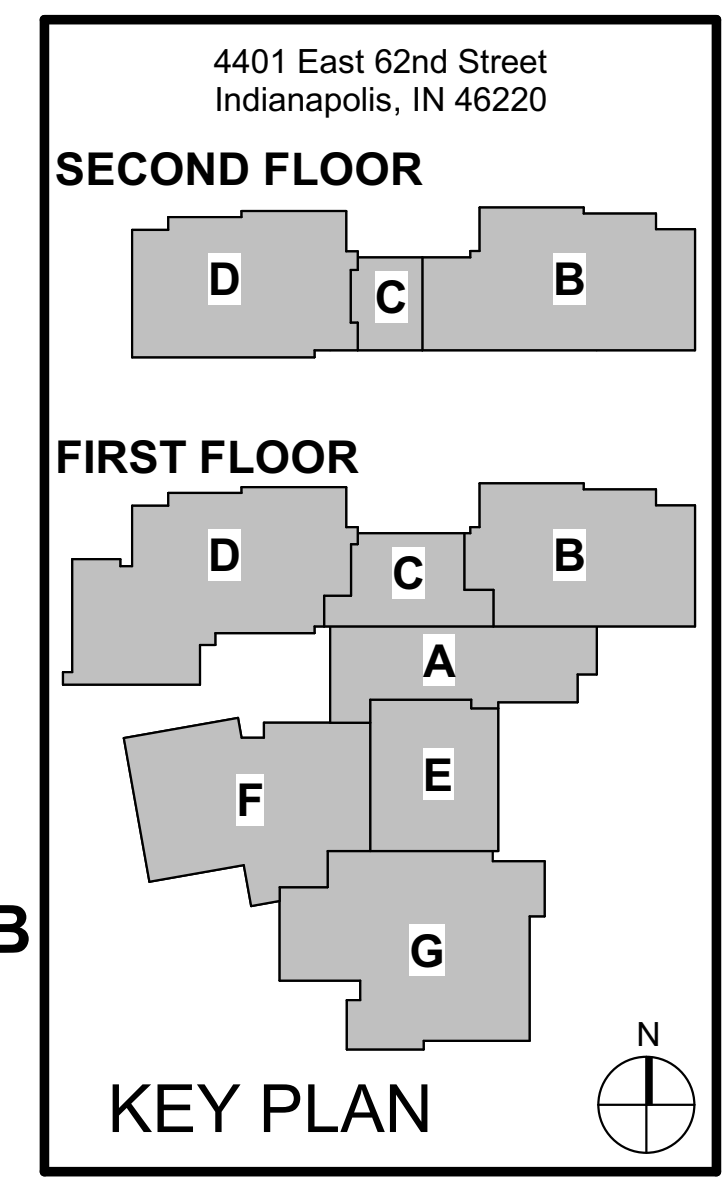 4401 East 62nd Street
Indianapolis, IN 46220
SECOND FLOOR
D
C
B
FIRST FLOOR
D
C
B
A
E
F
B
G
N
KEY PLAN